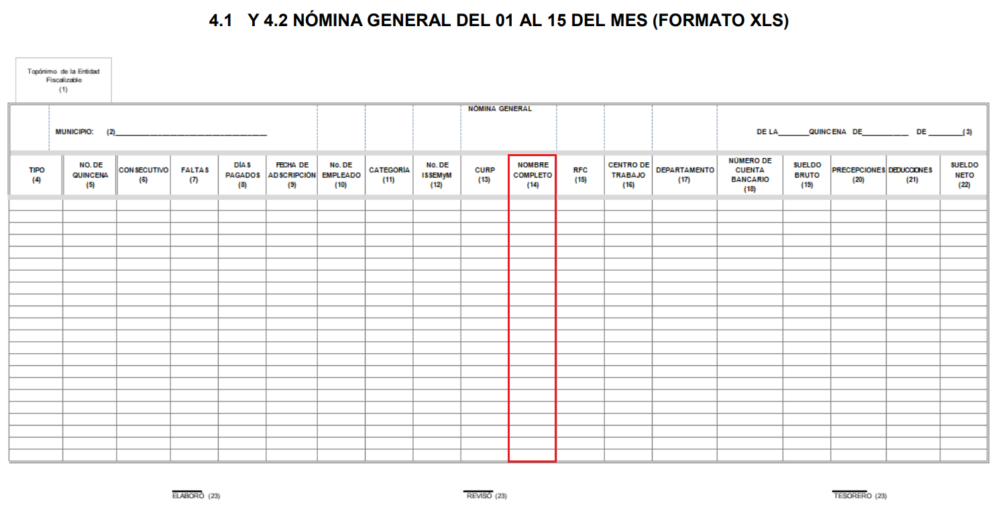 4.1 Y 4.2 NÓMINA GENERAL DEL 01 AL 15 DEL MES (FORMATO XLS)
Topónimo de la Entidad
Fiscalizable
(1)
NÓMINA GENERAL
MUNICIPIO: (2)______________________________________
DE LA________QUINCENA DE____________ DE _________(3)
TIPO
(4)
NO. DE
QUINCENA
(5)
CONSECUTIVO
(6)
FALTAS
(7)
DÍAS
PAGADOS
(8)
FECHA DE
ADSCRIPCIÓN
(9)
No. DE
EMPLEADO
(10)
CATEGORÍA
(11)
No. DE
ISSEMyM
(12)
CURP
(13)
NOMBRE
COMPLETO
(14)
RFC
(15)
CENTRO DE
TRABAJO
(16)
DEPARTAMENTO
(17)
NÚMERO DE
CUENTA
BANCARIO
(18)
SUELDO
BRUTO
(19)
PRECEPCIONES
(20)
DEDUCCIONES
(21)
SUELDO
NETO
(22)
ELABORÓ (23)
REVISÓ (23)
TESORERO (23)